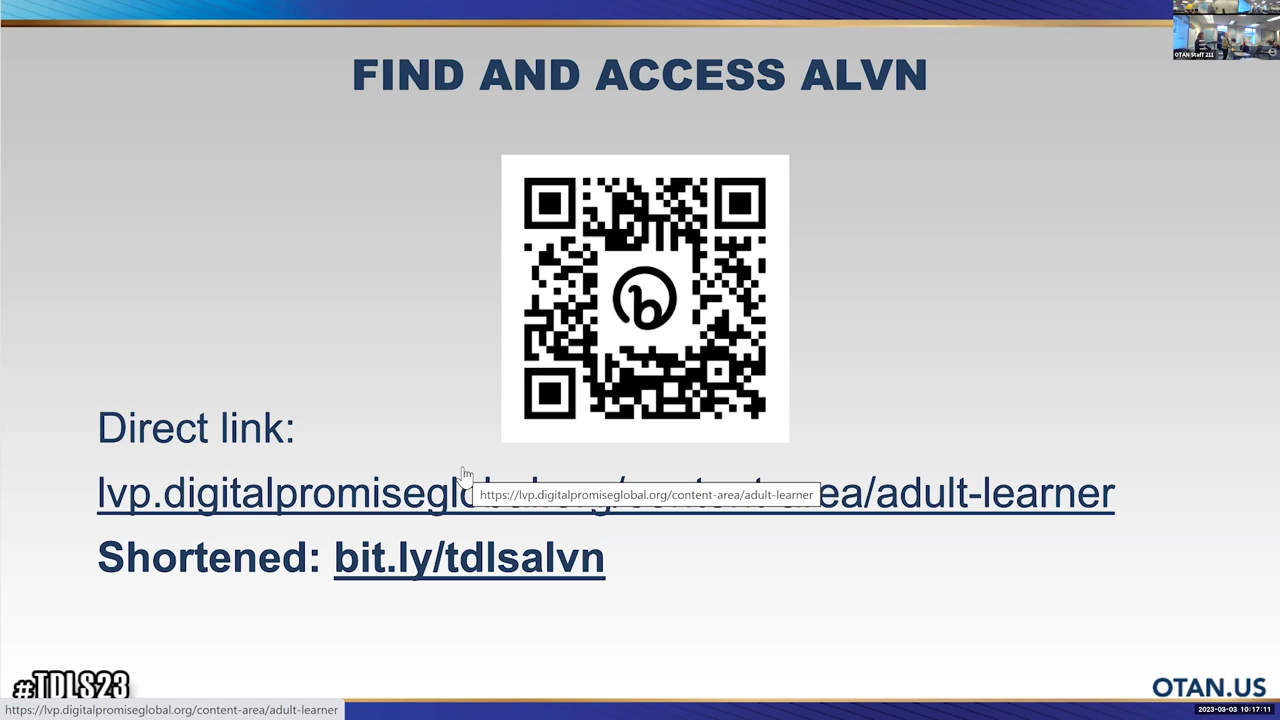 OTAN Staff 211
FIND AND ACCESS ALVN
Direct link:
lvp.digitalpromiseglobal.org/content-area/adult-learner
https://lvp.digitalpromiseglobal.org/content-area/adult-learner
Shortened: bit.ly/tdlsalvn
#TDLS23
OTAN.US
https://lvp.digitalpromiseglobal.org/content-area/adult-learner
2023-03-03 10:17:11